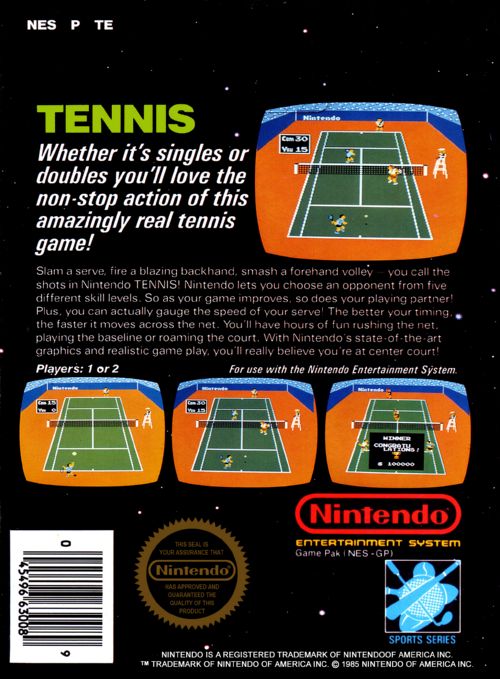 NES P TE
TENNIS
Whether it's singles or
doubles you'll love the
non-stop action of this
amazingly real tennis
game!
Nintendo
Com 30
You 15
Slam a serve, fire a blazing backhand, smash a forehand volley — you call the
shots in Nintendo TENNIS! Nintendo lets you choose an opponent from five
different skill levels. So as your game improves, so does your playing partner!
Plus, you can actually gauge the speed of your serve! The better your timing,
the faster it moves across the net. You'll have hours of fun rushing the net,
playing the baseline or roaming the court. With Nintendo's state-of-the-art
graphics and realistic game play, you'll really believe you're at center court!
Players: 1 or 2
For use with the Nintendo Entertainment System.
Nintendo
Com 15
You 0
Nintendo
Com 30
You 15
Nintendo
WINNER
CONGRATU
LATIONS!
$ 100000
Nintendo
ENTERTAINMENT SYSTEM
Game Pak (NES-GP)
THIS SEAL IS
YOUR ASSURANCE THAT
Nintendo
HAS APPROVED AND
GUARANTEED THE
QUALITY OF THIS
PRODUCT
0
45496 63008
9
SPORTS SERIES
NINTENDO IS A REGISTERED TRADEMARK OF NINTENDOOF AMERICA INC.
™ TRADEMARK OF NINTENDO OF AMERICA INC. © 1985 NINTENDO OF AMERICA INC.